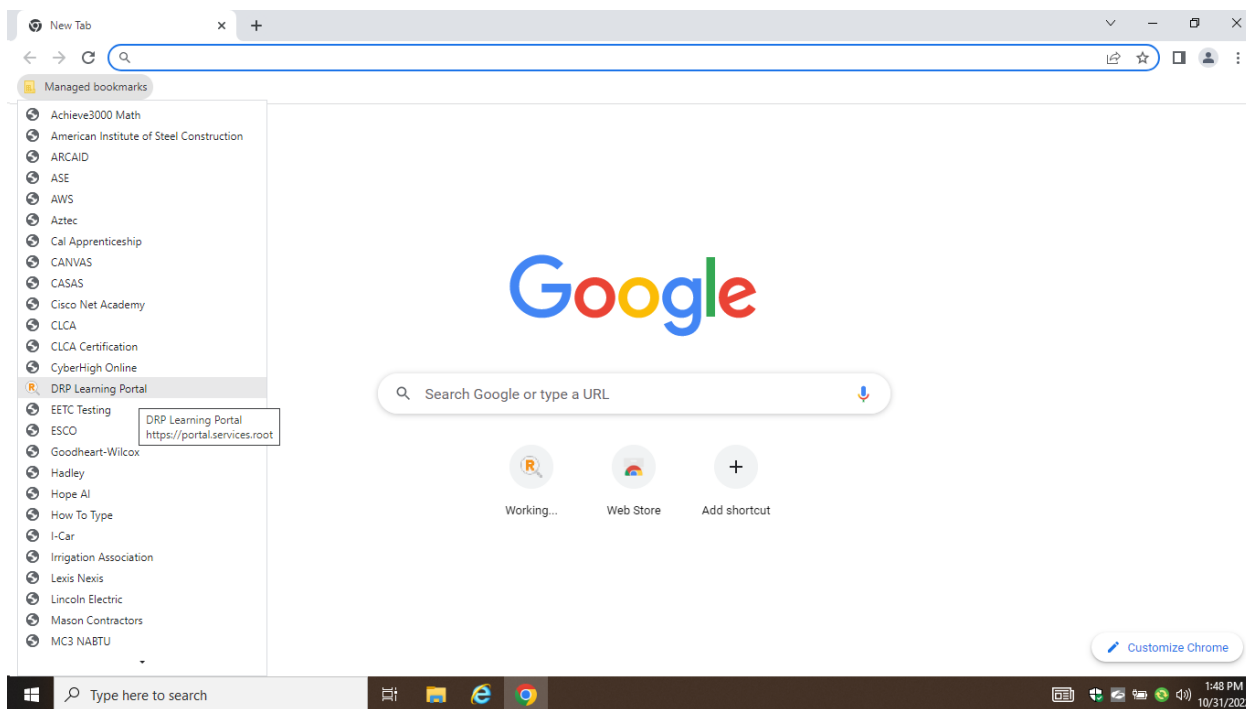 New Tab
Managed bookmarks
Achieve3000 Math
American Institute of Steel Construction
ARCAID
ASE
AWS
Aztec
Cal Apprenticeship
CANVAS
CASAS
Cisco Net Academy
CLCA
CLCA Certification
CyberHigh Online
DRP Learning Portal
EETC Testing
DRP Learning Portal
https://portal.services.root
ESCO
Goodheart-Wilcox
Hadley
Hope AI
How To Type
I-Car
Irrigation Association
Lexis Nexis
Lincoln Electric
Mason Contractors
MC3 NABTU
Google
Search Google or type a URL
R
Working...
Web Store
Add shortcut
Customize Chrome
Type here to search
1:48 PM
10/31/202